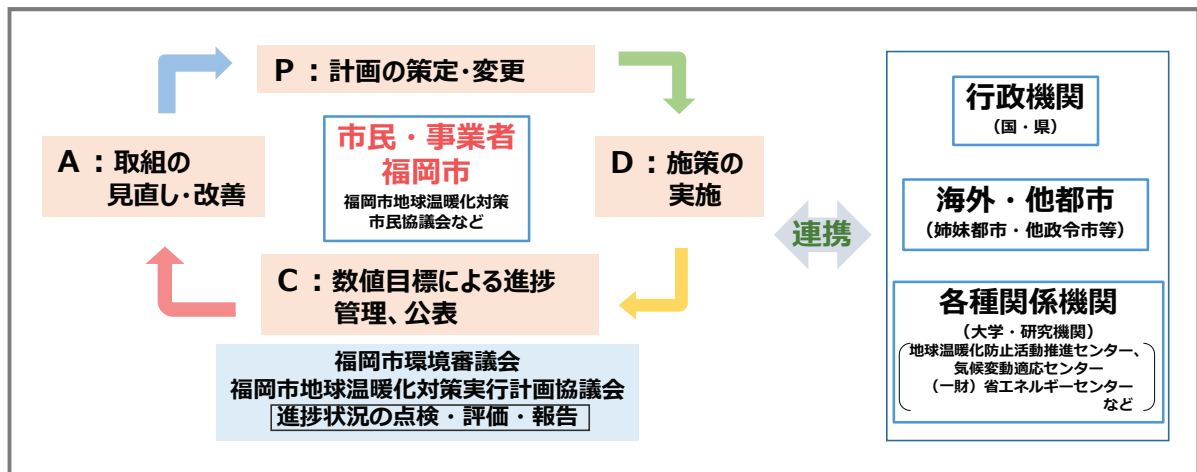 P：計画の策定・変更
A：取組の
見直し・改善
市民・事業者
福岡市
福岡市地球温暖化対策
市民協議会など
D：施策の
実施
C：数値目標による進捗
管理、公表
福岡市環境審議会
福岡市地球温暖化対策実行計画協議会
進捗状況の点検・評価・報告
連携
行政機関
（国・県）
海外・他都市
（姉妹都市・他政令市等）
各種関係機関
（大学・研究機関）
地球温暖化防止活動推進センター、
気候変動適応センター
（一財）省エネルギーセンター
など